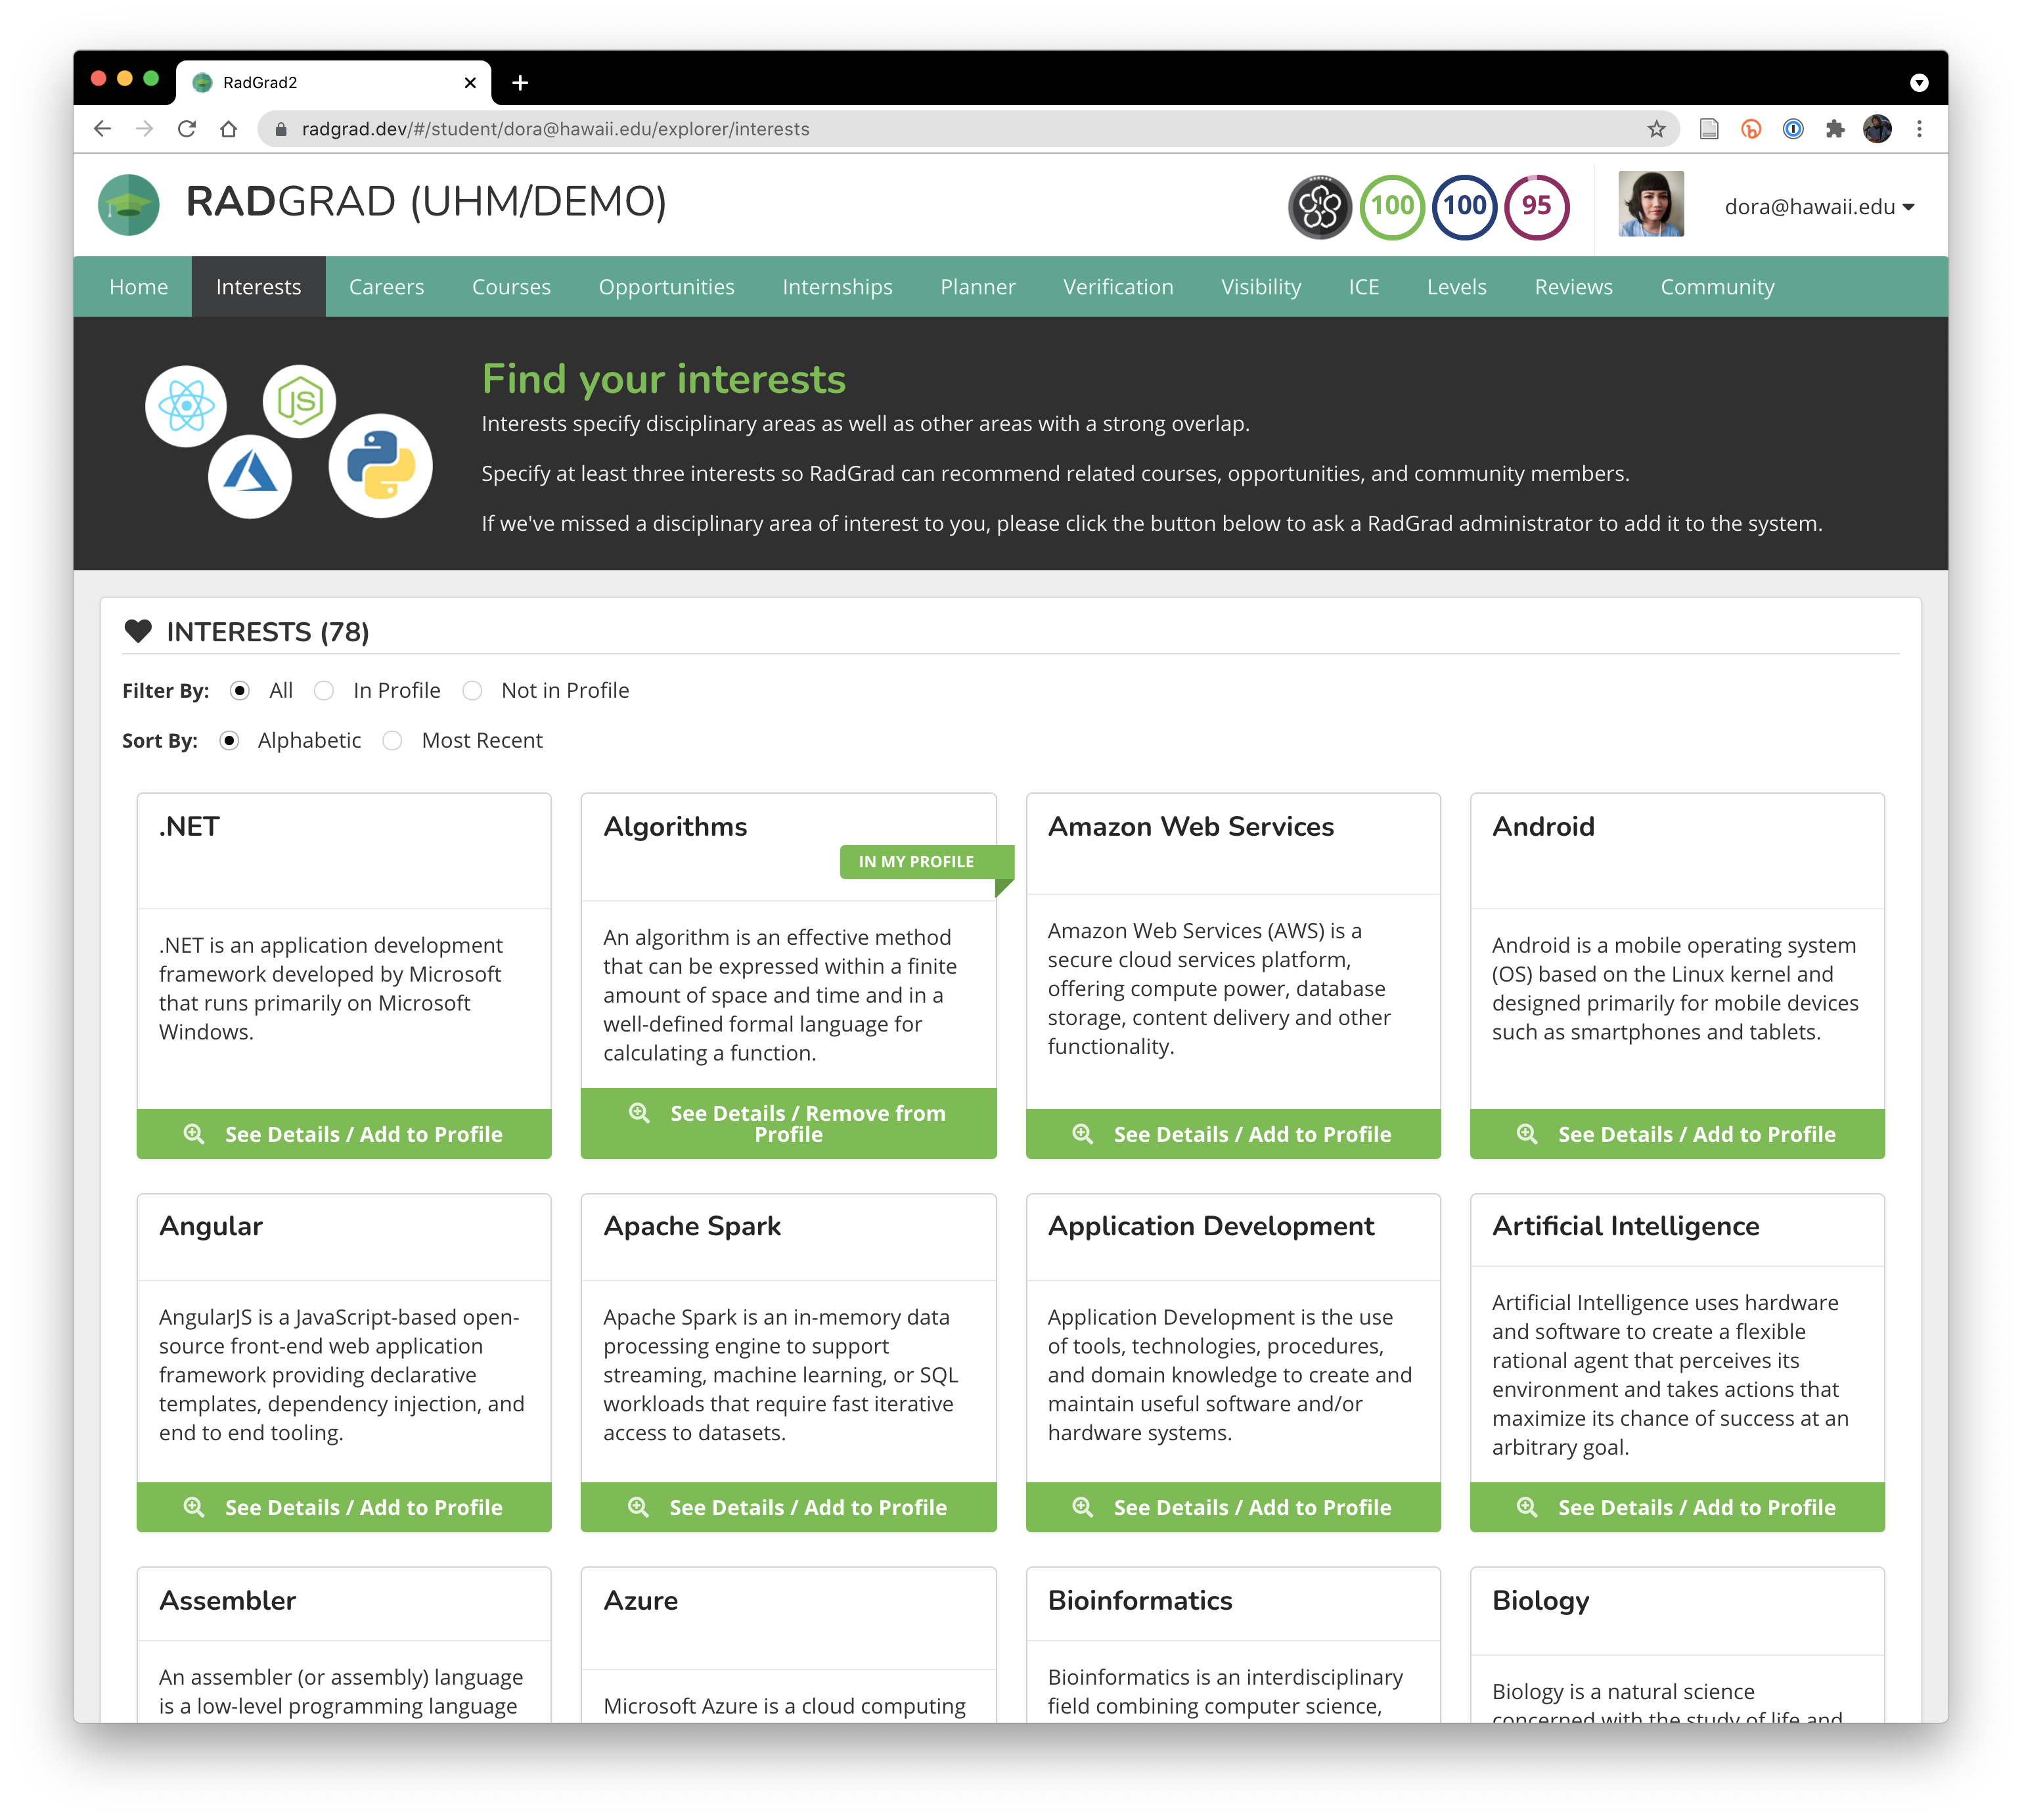 RadGrad2
radgrad.dev/#/student/dora@hawaii.edu/explorer/interests
RADGRAD (UHM/DEMO)
100 100 95
dora@hawaii.edu
Home Interests Careers Courses Opportunities Internships Planner Verification Visibility ICE Levels Reviews Community
JS
Find your interests
Interests specify disciplinary areas as well as other areas with a strong overlap.
Specify at least three interests so RadGrad can recommend related courses, opportunities, and community members.
If we've missed a disciplinary area of interest to you, please click the button below to ask a RadGrad administrator to add it to the system.
INTERESTS (78)
Filter By: All In Profile Not in Profile
Sort By: Alphabetic Most Recent
.NET
.NET is an application development
framework developed by Microsoft
that runs primarily on Microsoft
Windows.
See Details / Add to Profile
Algorithms
IN MY PROFILE
An algorithm is an effective method
that can be expressed within a finite
amount of space and time and in a
well-defined formal language for
calculating a function.
See Details / Remove from
Profile
Amazon Web Services
Amazon Web Services (AWS) is a
secure cloud services platform,
offering compute power, database
storage, content delivery and other
functionality.
See Details / Add to Profile
Android
Android is a mobile operating system
(OS) based on the Linux kernel and
designed primarily for mobile devices
such as smartphones and tablets.
See Details / Add to Profile
Angular
AngularJS is a JavaScript-based open-
source front-end web application
framework providing declarative
templates, dependency injection, and
end to end tooling.
See Details / Add to Profile
Apache Spark
Apache Spark is an in-memory data
processing engine to support
streaming, machine learning, or SQL
workloads that require fast iterative
access to datasets.
See Details / Add to Profile
Application Development
Application Development is the use
of tools, technologies, procedures,
and domain knowledge to create and
maintain useful software and/or
hardware systems.
See Details / Add to Profile
Artificial Intelligence
Artificial Intelligence uses hardware
and software to create a flexible
rational agent that perceives its
environment and takes actions that
maximize its chance of success at an
arbitrary goal.
See Details / Add to Profile
Assembler
An assembler (or assembly) language
is a low-level programming language
Azure
Microsoft Azure is a cloud computing
Bioinformatics
Bioinformatics is an interdisciplinary
field combining computer science,
Biology
Biology is a natural science
concerned with the study of life and